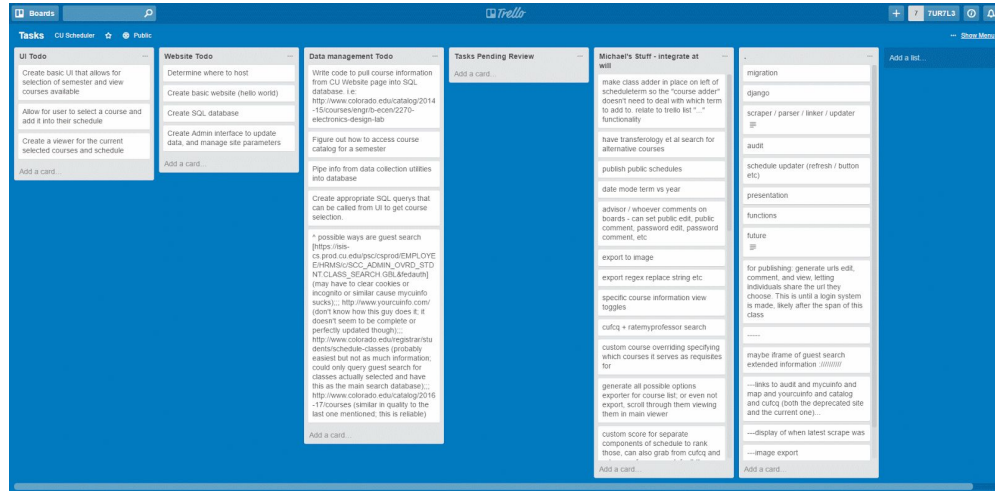 Boards
Trello
+ 7 7UR7L3
Tasks CU Scheduler Public
... Show Menu
UI Todo
Create basic UI that allows for
selection of semester and view
courses available
Allow for user to select a course and
add it into their schedule
Create a viewer for the current
selected courses and schedule
Add a card...
Website Todo
Determine where to host
Create basic website (hello world)
Create SQL database
Create Admin interface to update
data, and manage site parameters
Add a card...
Data management Todo
Write code to pull course information
from CU Website page into SQL
database. i.e:
http://www.colorado.edu/catalog/2014
-15/courses/engr/b-ecen/2270-
electronics-design-lab
Figure out how to access course
catalog for a semester
Pipe info from data collection utilities
into database
Create appropriate SQL querys that
can be called from UI to get course
selection.
^ possible ways are guest search
[https://isis-
cs.prod.cu.edu/psc/csprod/EMPLOYE
E/HRMS/c/SCC_ADMIN_OVRD_STD
NT.CLASS_SEARCH.GBL&fedauth]
(may have to clear cookies or
incognito or similar cause mycuinfo
sucks);;; http://www.yourcuinfo.com/
(don't know how this guy does it; it
doesn't seem to be complete or
perfectly updated though);;;
http://www.colorado.edu/registrar/stu
dents/schedule-classes (probably
easiest but not as much information;
could only query guest search for
classes actually selected and have
this as the main search database);;;
http://www.colorado.edu/catalog/2016
-17/courses (similar in quality to the
last one mentioned; this is reliable)
Add a card...
Tasks Pending Review
Add a card...
Michael's Stuff - integrate at
will
make class adder in place on left of
scheduleterm so the "course adder"
doesn't need to deal with which term
to add to. relate to trello list "..."
functionality
have transferology et al search for
alternative courses
publish public schedules
date mode term vs year
advisor / whoever comments on
boards - can set public edit, public
comment, password edit, password
comment, etc
export to image
export regex replace string etc
specific course information view
toggles
cufcq + ratemyprofessor search
custom course overriding specifying
which courses it serves as requisites
for
generate all possible options
exporter for course list; or even not
export, scroll through them viewing
them in main viewer
custom score for separate
components of schedule to rank
those, can also grab from cufcq and
Add a card...
.
migration
django
scraper / parser / linker / updater
audit
schedule updater (refresh / button
etc)
presentation
functions
future
for publishing: generate urls edit,
comment, and view, letting
individuals share the url they
choose. This is until a login system
is made, likely after the span of this
class
-----
maybe iframe of guest search
extended information ://////////
---links to audit and mycuinfo and
map and yourcuinfo and catalog
and cufcq (both the deprecated site
and the current one)...
---display of when latest scrape was
---image export
Add a card...
Add a list...